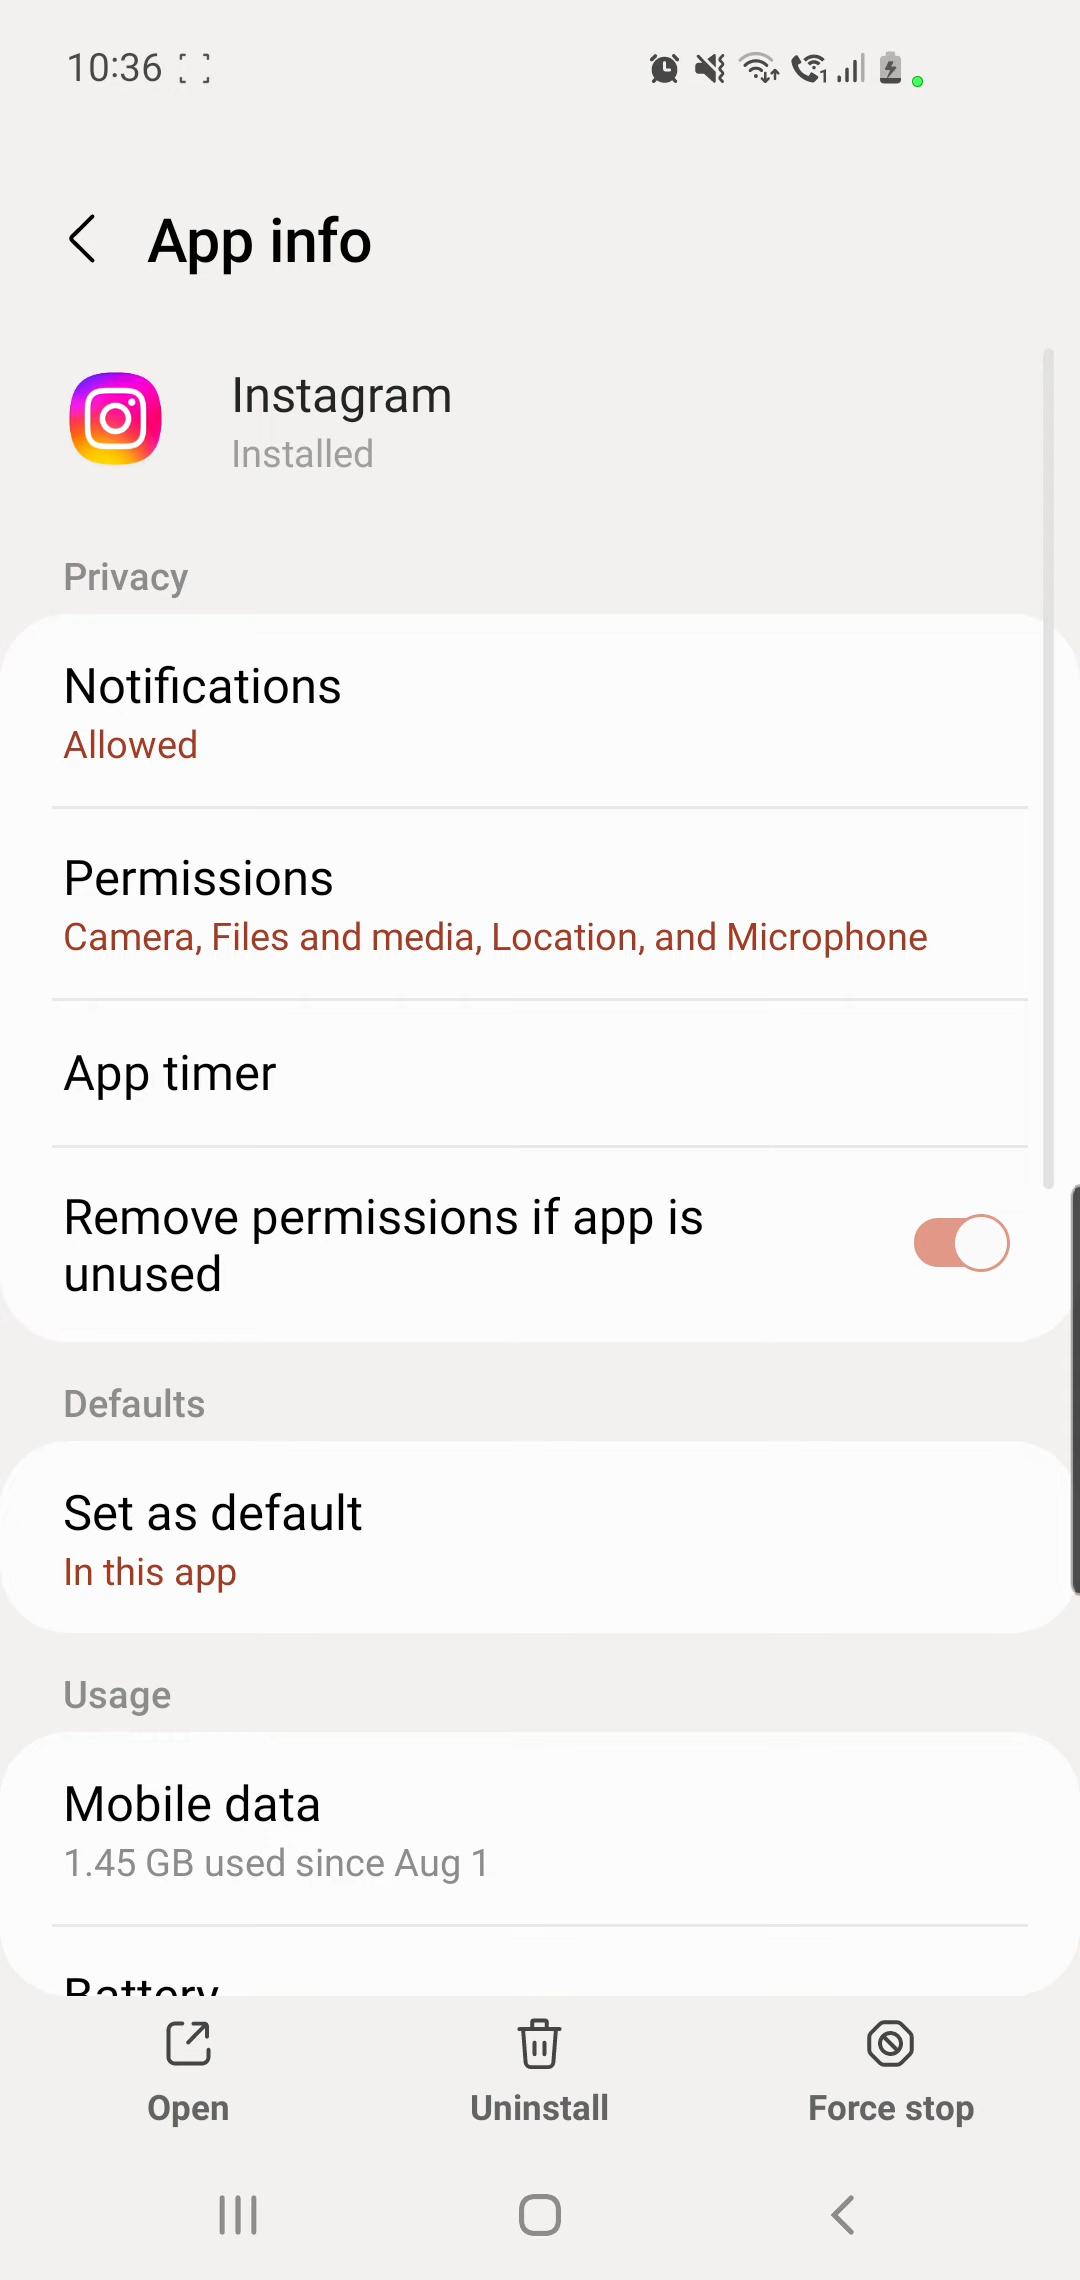 10:36
App info
Instagram
Installed
Privacy
Notifications
Allowed
Permissions
Camera, Files and media, Location, and Microphone
App timer
Remove permissions if app is
unused
Defaults
Set as default
In this app
Usage
Mobile data
1.45 GB used since Aug 1
Battery
Open
Uninstall
Force stop